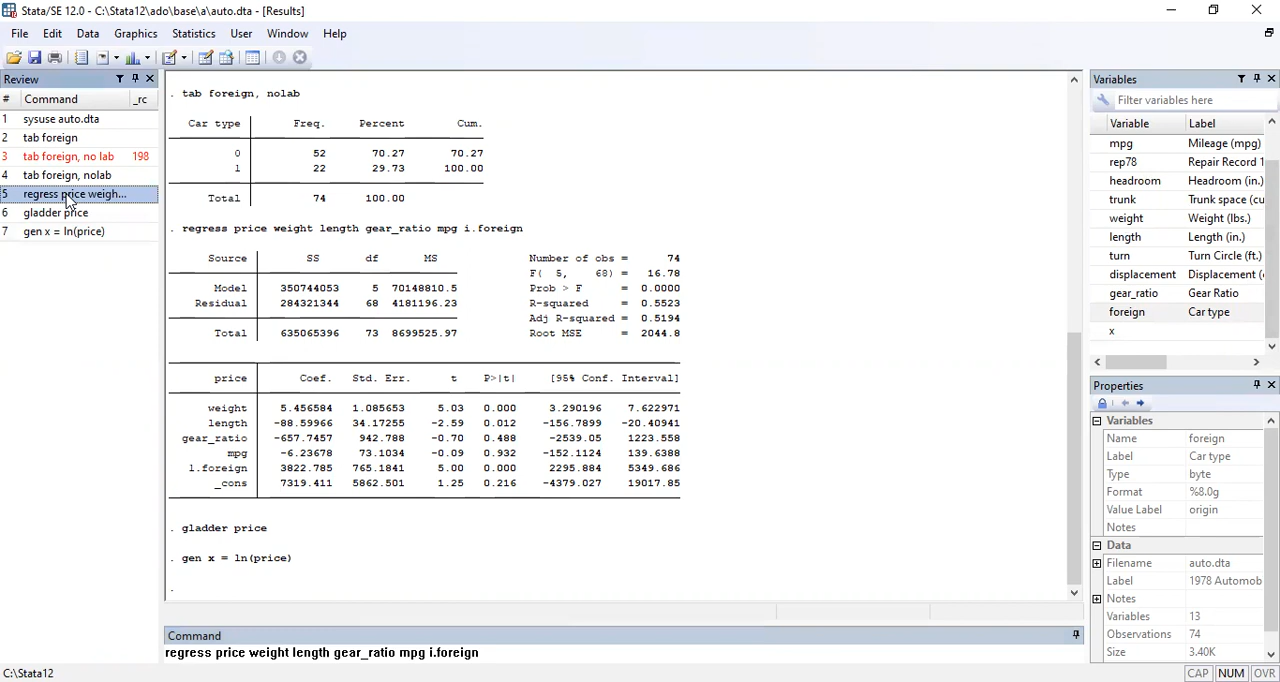 Stata/SE 12.0 - C:\Stata12\ado\base\a\auto.dta - [Results]
File Edit Data Graphics Statistics User Window Help
Review
# Command _rc
1 sysuse auto.dta
2 tab foreign
3 tab foreign, no lab 198
4 tab foreign, nolab
5 regress price weigh...
6 gladder price
7 gen x = ln(price)
. tab foreign, nolab
Car type Freq. Percent Cum.
0 52 70.27 70.27
1 22 29.73 100.00
Total 74 100.00
. regress price weight length gear_ratio mpg i.foreign
Source SS df MS Number of obs = 74
F( 5, 68) = 16.78
Model 350744053 5 70148810.5 Prob > F = 0.0000
Residual 284321344 68 4181196.23 R-squared = 0.5523
Adj R-squared = 0.5194
Total 635065396 73 8699525.97 Root MSE = 2044.8
price Coef. Std. Err. t P>|t| [95% Conf. Interval]
weight 5.456584 1.085653 5.03 0.000 3.290196 7.622971
length -88.59966 34.17255 -2.59 0.012 -156.7899 -20.40941
gear_ratio -657.7457 942.788 -0.70 0.488 -2539.05 1223.558
mpg -6.23678 73.1034 -0.09 0.932 -152.1124 139.6388
1.foreign 3822.785 765.1841 5.00 0.000 2295.884 5349.686
_cons 7319.411 5862.501 1.25 0.216 -4379.027 19017.85
. gladder price
. gen x = ln(price)
.
Command
regress price weight length gear_ratio mpg i.foreign
Variables
Filter variables here
Variable Label
mpg Mileage (mpg)
rep78 Repair Record 1
headroom Headroom (in.)
trunk Trunk space (cu
weight Weight (lbs.)
length Length (in.)
turn Turn Circle (ft.)
displacement Displacement (
gear_ratio Gear Ratio
foreign Car type
x
Properties
Variables
Name foreign
Label Car type
Type byte
Format %8.0g
Value Label origin
Notes
Data
Filename auto.dta
Label 1978 Automob
Notes
Variables 13
Observations 74
Size 3.40K
C:\Stata12
CAP NUM OVR